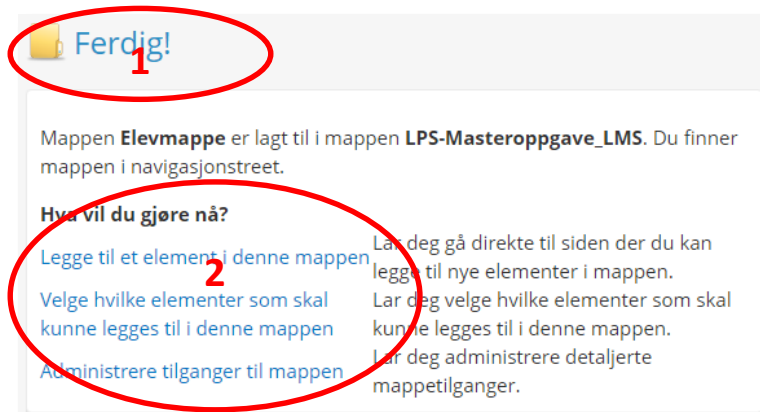 Ferdig!
1
Mappen Elevmappe er lagt til i mappen LPS-Masteroppgave_LMS. Du finner
mappen i navigasjonstreet.
Hva vil du gjøre nå?
Legge til et element i denne mappen
Lar deg gå direkte til siden der du kan
legge til nye elementer i mappen.
2
Velge hvilke elementer som skal
kunne legges til i denne mappen
Lar deg velge hvilke elementer som skal
kunne legges til i denne mappen.
Administrere tilganger til mappen
Lar deg administrere detaljerte
mappetilganger.